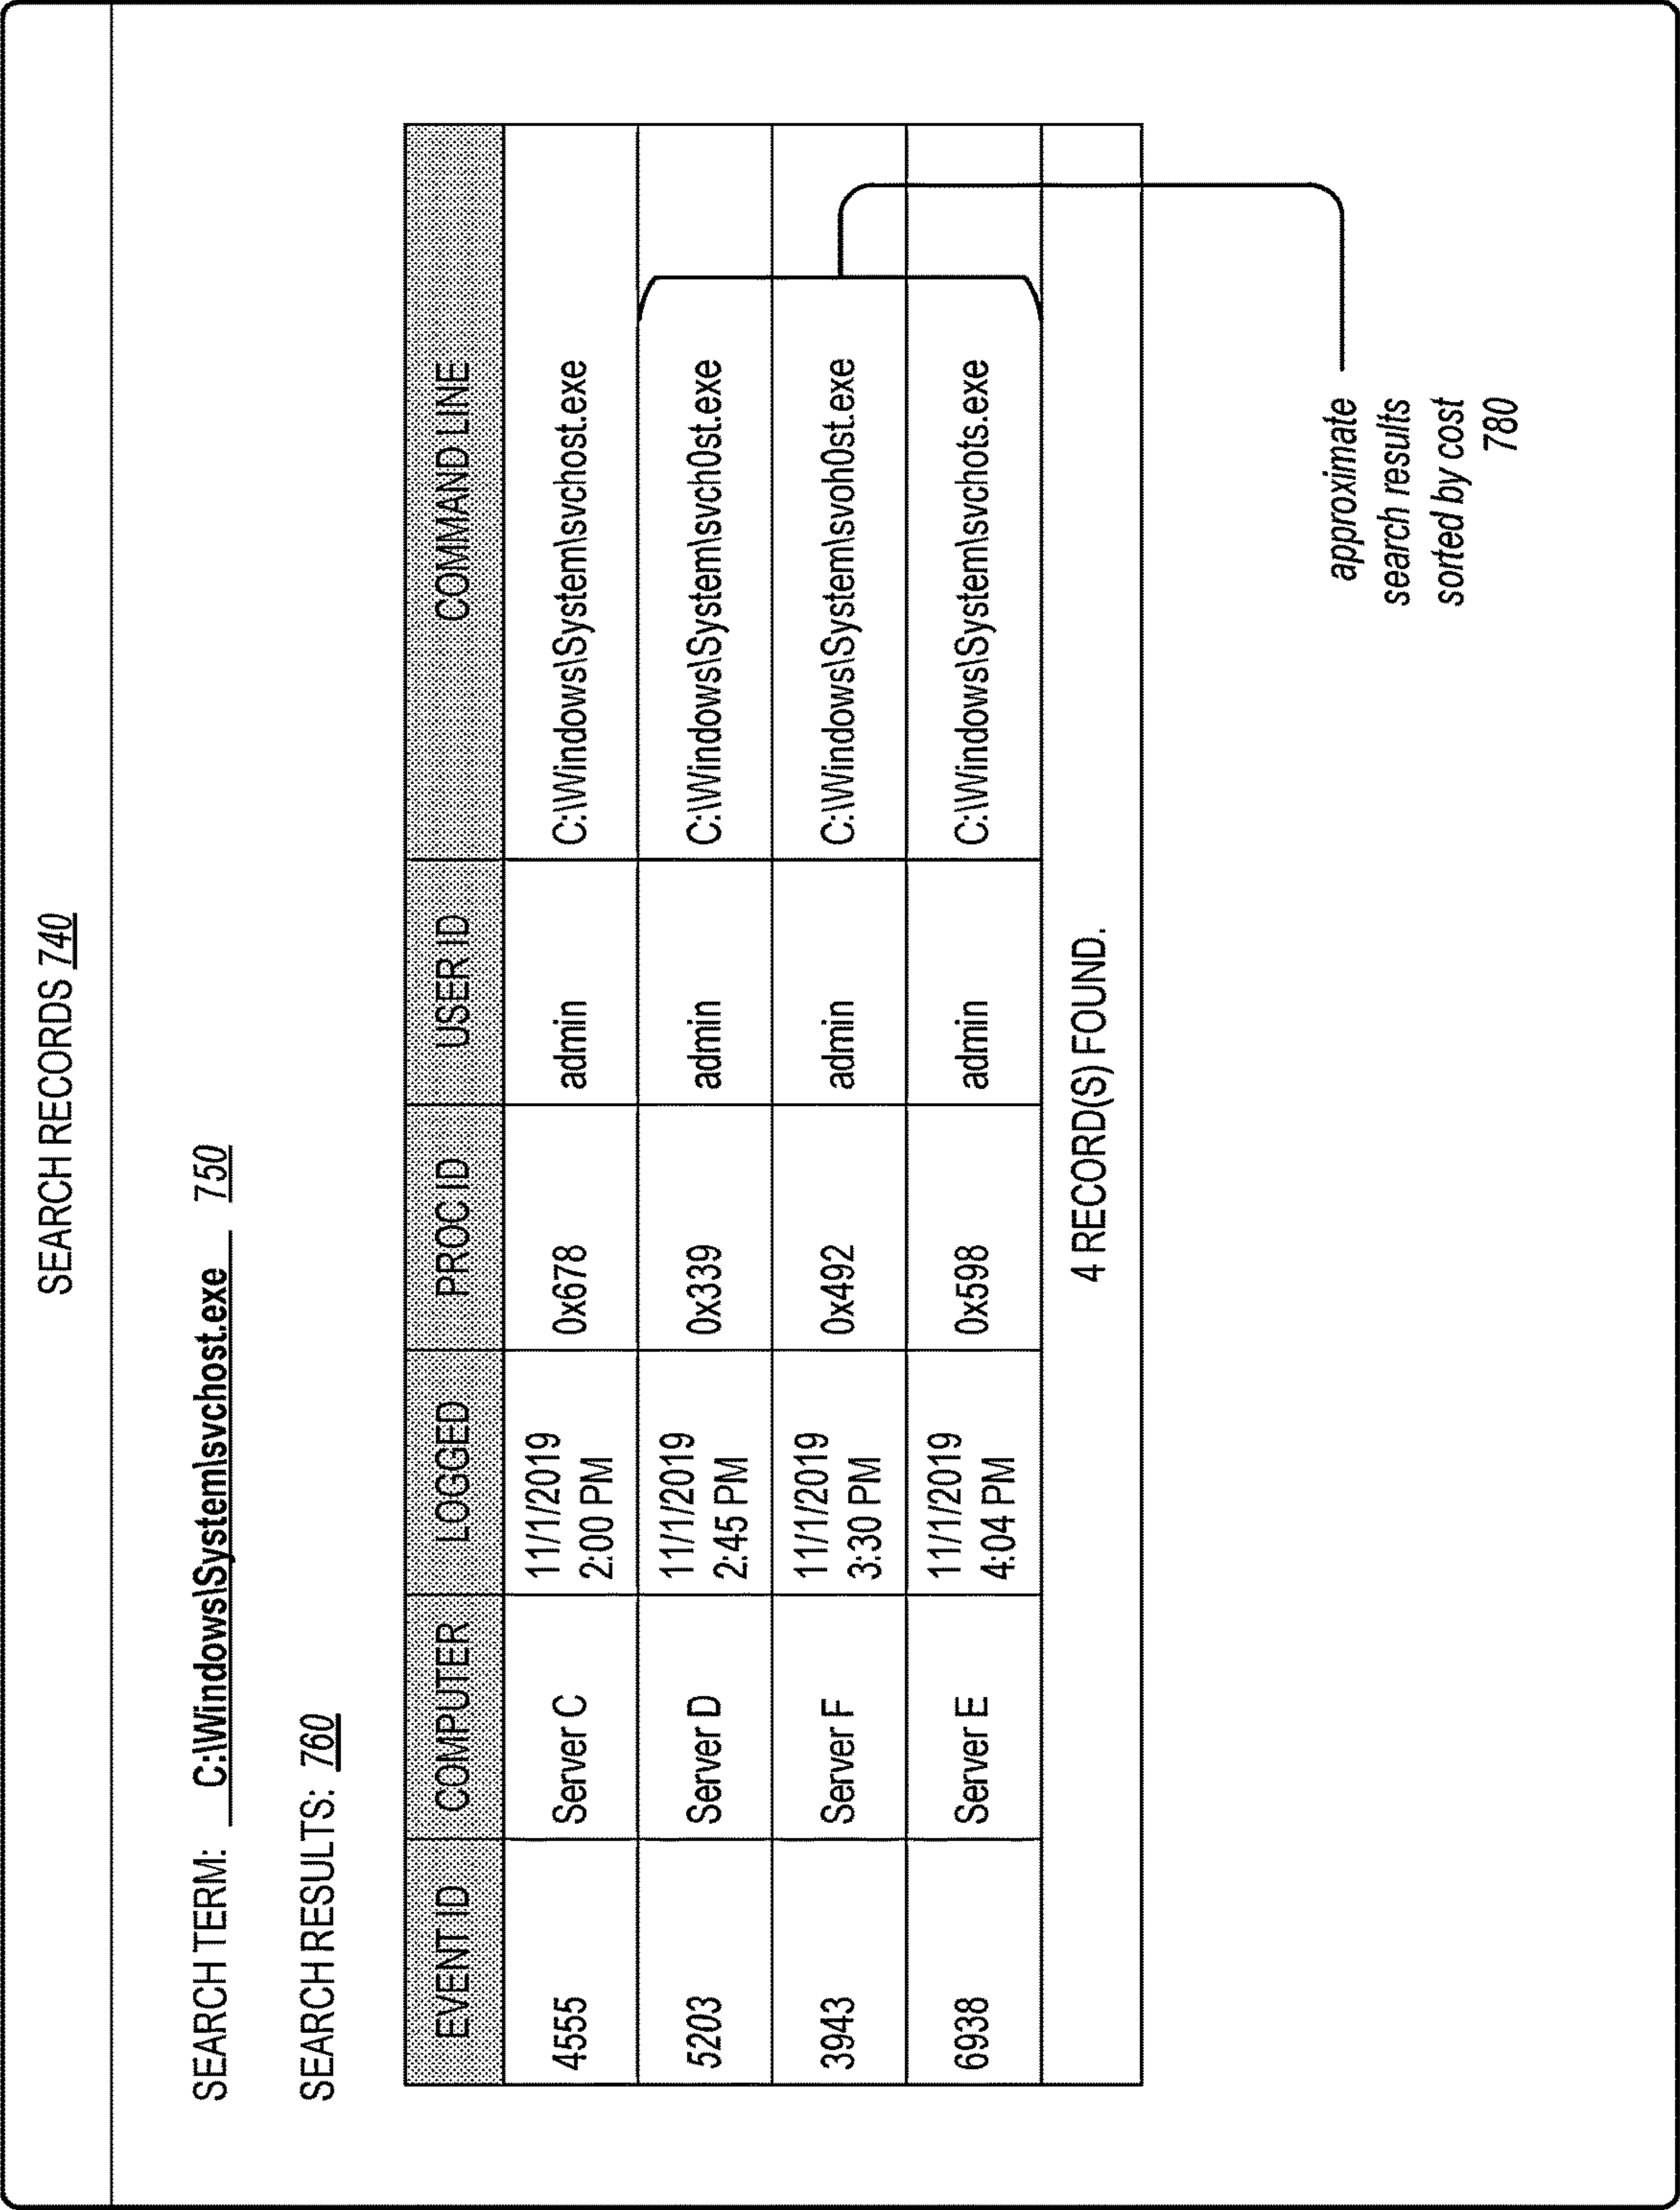 SEARCH RECORDS 740
SEARCH TERM: C:\Windows\System\svchost.exe 750
SEARCH RESULTS: 760
EVENT ID COMPUTER LOGGED PROC ID USER ID COMMAND LINE
4555 Server C 11/1/2019 2:00 PM 0x678 admin C:\Windows\System\svchost.exe
5203 Server D 11/1/2019 2:45 PM 0x339 admin C:\Windows\System\svch0st.exe
3943 Server F 11/1/2019 3:30 PM 0x492 admin C:\Windows\System\svoh0st.exe
6938 Server E 11/1/2019 4:04 PM 0x598 admin C:\Windows\System\svchots.exe
4 RECORD(S) FOUND.
approximate
search results
sorted by cost
780